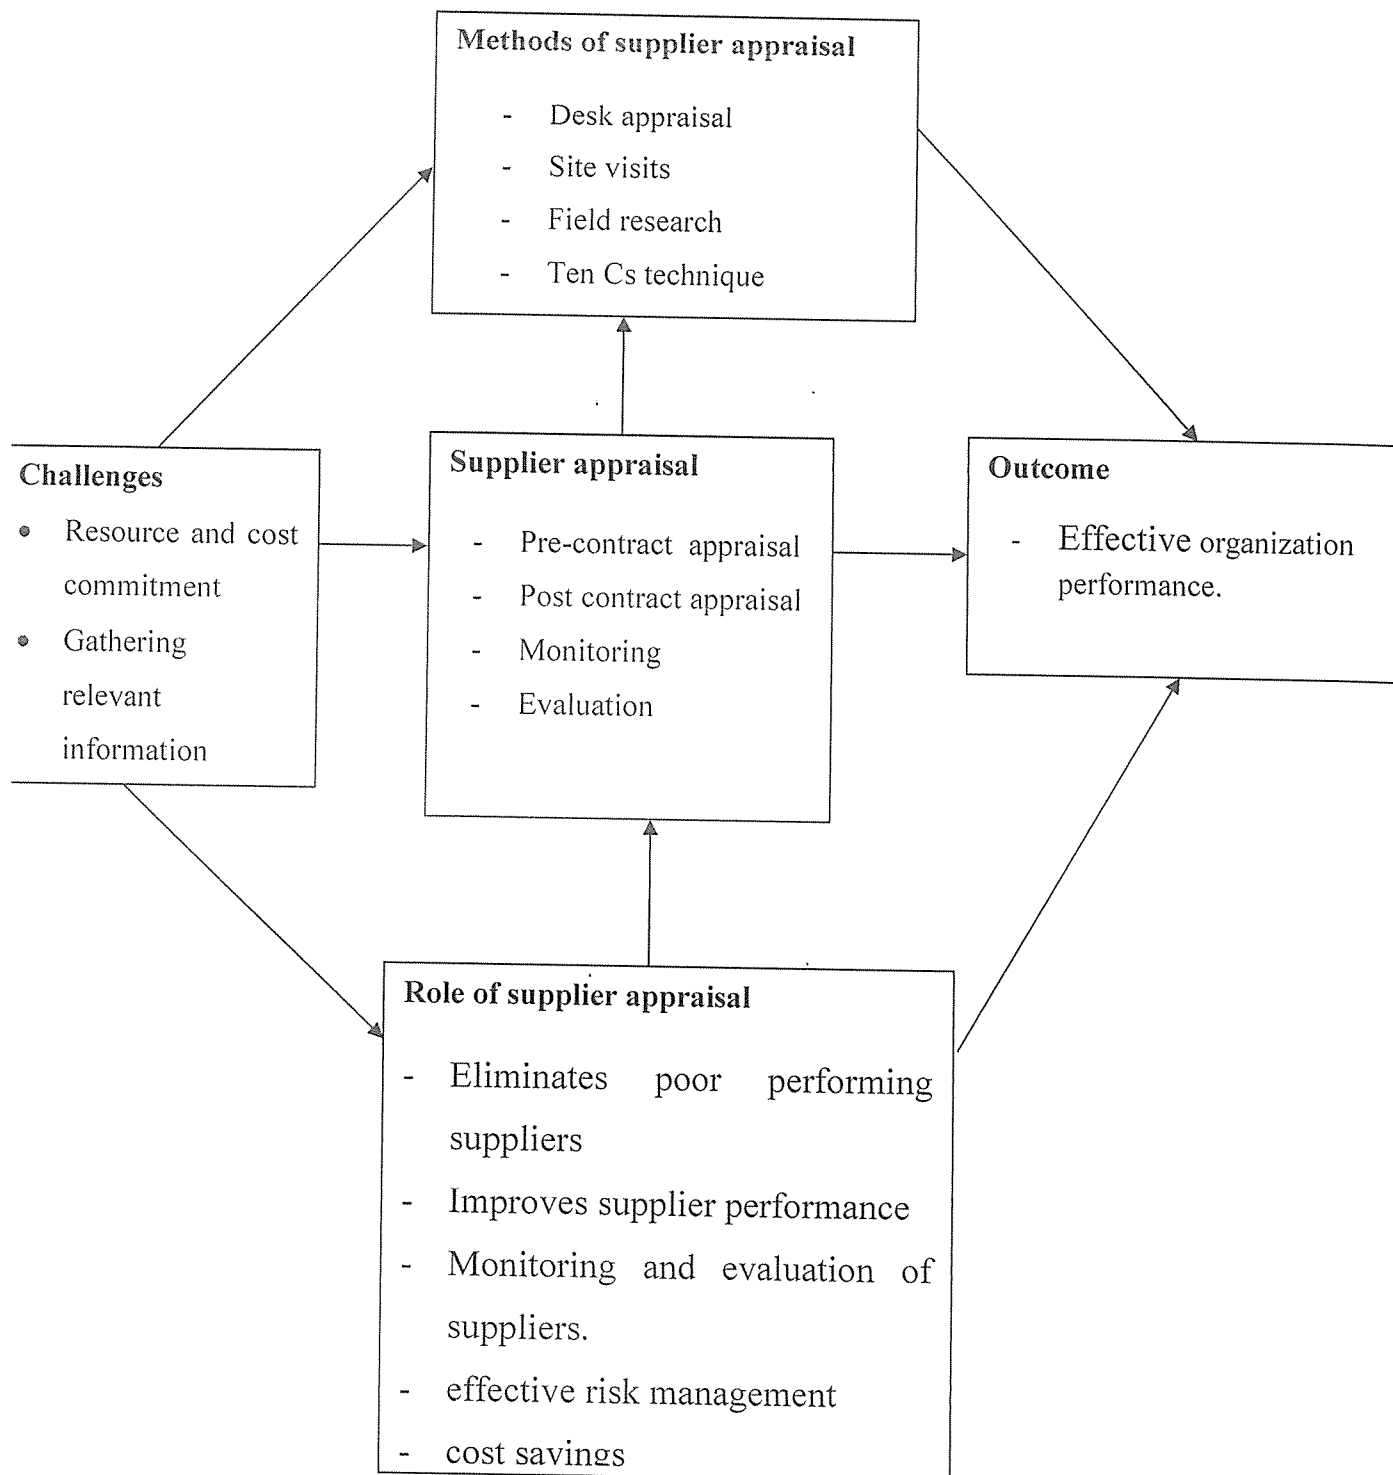 Methods of supplier appraisal
- Desk appraisal
- Site visits
- Field research
- Ten Cs technique
Challenges
• Resource and cost
commitment
• Gathering
relevant
information
Supplier appraisal
- Pre-contract appraisal
- Post contract appraisal
- Monitoring
- Evaluation
Outcome
- Effective organization
performance.
Role of supplier appraisal
- Eliminates poor performing
suppliers
- Improves supplier performance
- Monitoring and evaluation of
suppliers.
- effective risk management
- cost savings